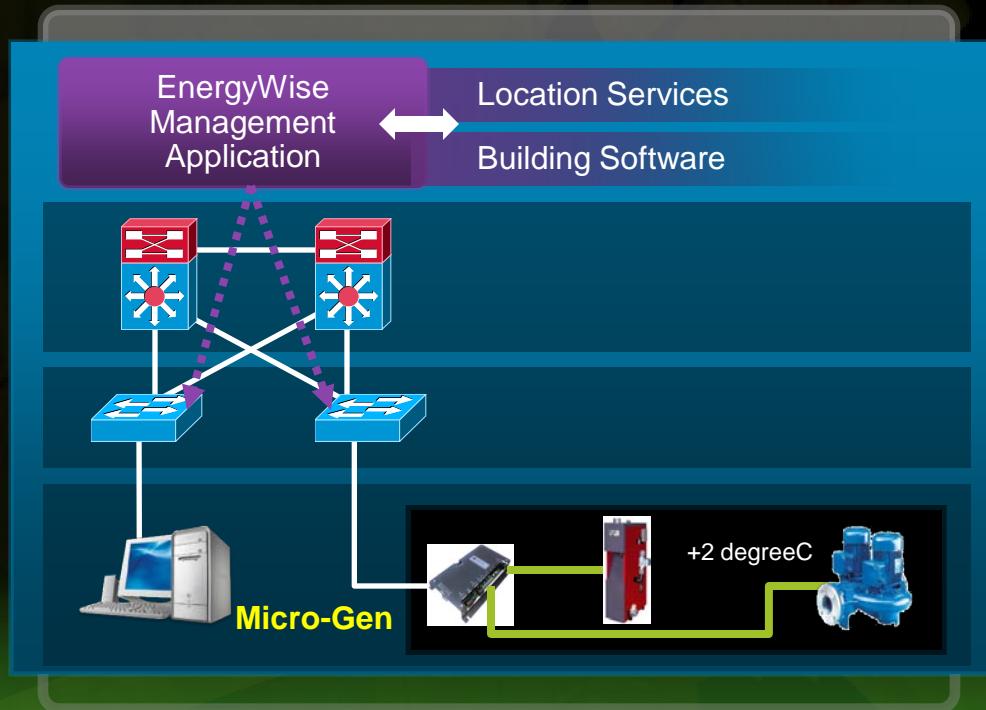 EnergyWise
Management
Application
Location Services
Building Software
+2 degreeC
Micro-Gen